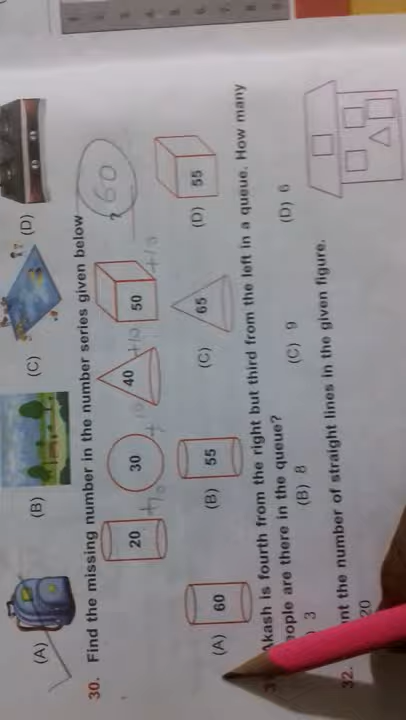 (A) (B) (C) (D)
30. Find the missing number in the number series given below
20 30 40 50 ? 60
+10 +10 +10
(A) 60 (B) 55 (C) 65 (D) 55
Akash is fourth from the right but third from the left in a queue. How many
people are there in the queue?
3 (B) 8 (C) 9 (D) 6
32. nt the number of straight lines in the given figure.
20